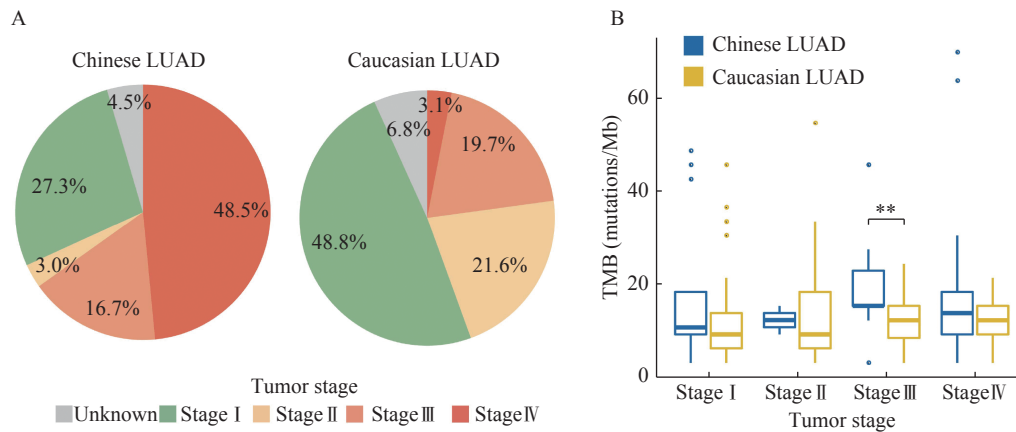 A
Chinese LUAD
4.5%
27.3%
48.5%
3.0%
16.7%
Caucasian LUAD
3.1%
6.8%
19.7%
48.8%
21.6%
Tumor stage
Unknown Stage Ⅰ Stage Ⅱ Stage Ⅲ Stage Ⅳ
B
Chinese LUAD
Caucasian LUAD
TMB (mutations/Mb)
60
40
**
20
0
Stage Ⅰ Stage Ⅱ Stage Ⅲ Stage Ⅳ
Tumor stage